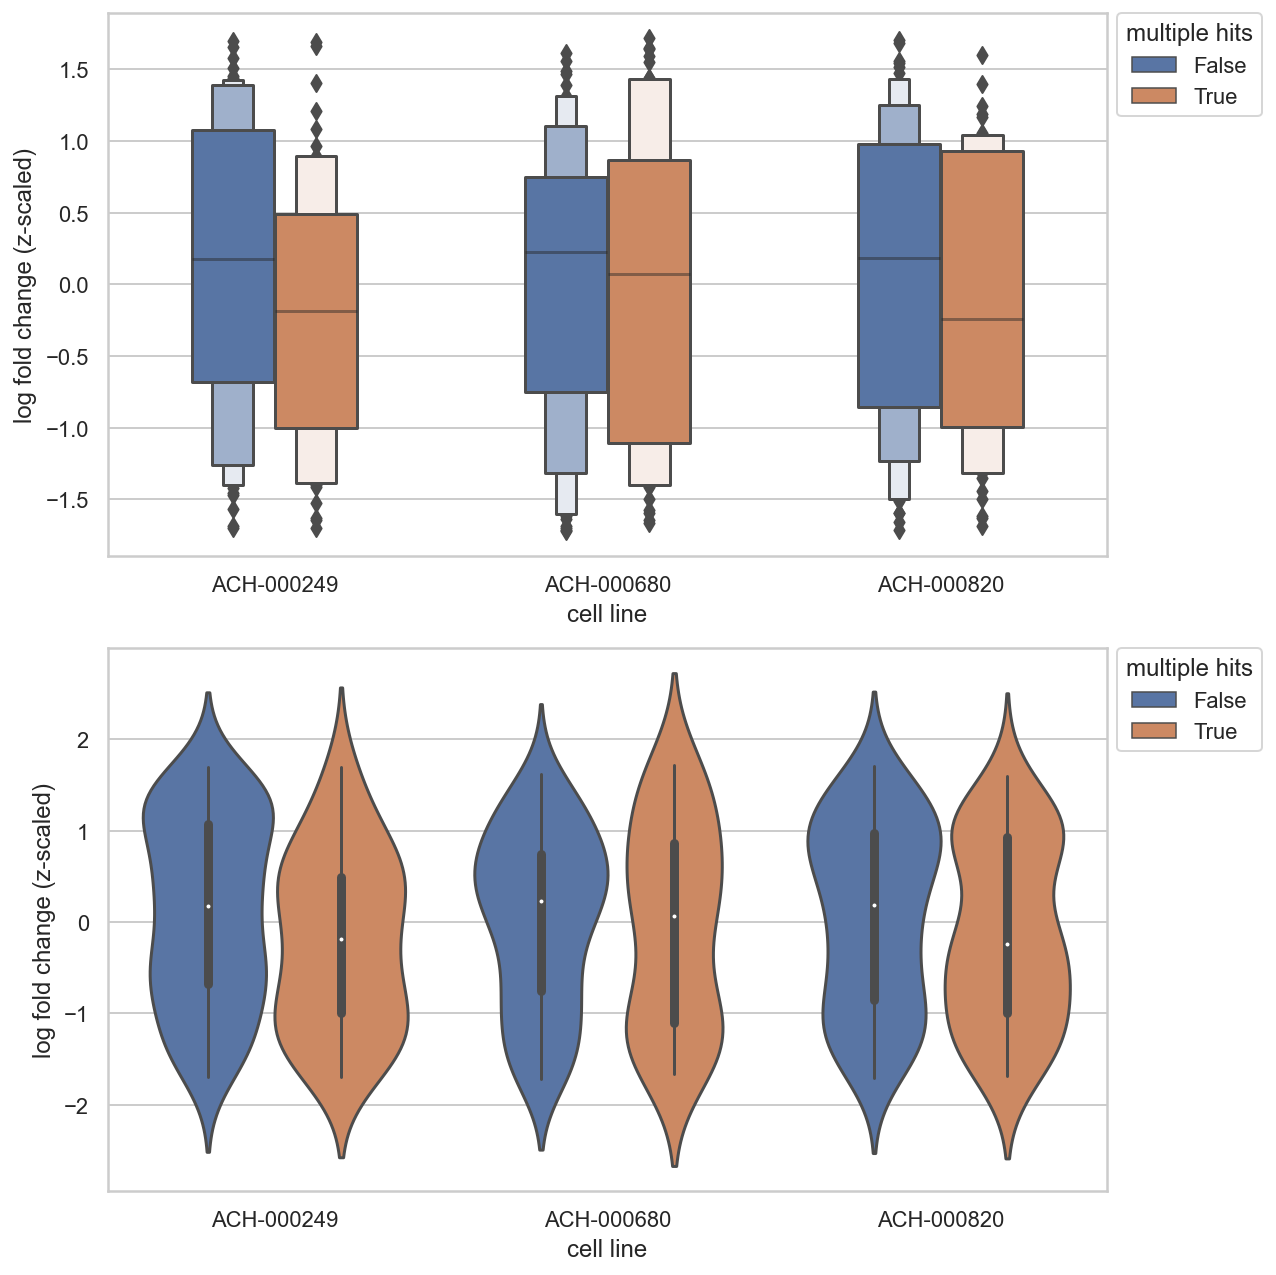 multiple hits
False
True
log fold change (z-scaled)
1.5
1.0
0.5
0.0
−0.5
−1.0
−1.5
ACH-000249 ACH-000680 ACH-000820
cell line
multiple hits
False
True
log fold change (z-scaled)
2
1
0
−1
−2
ACH-000249 ACH-000680 ACH-000820
cell line